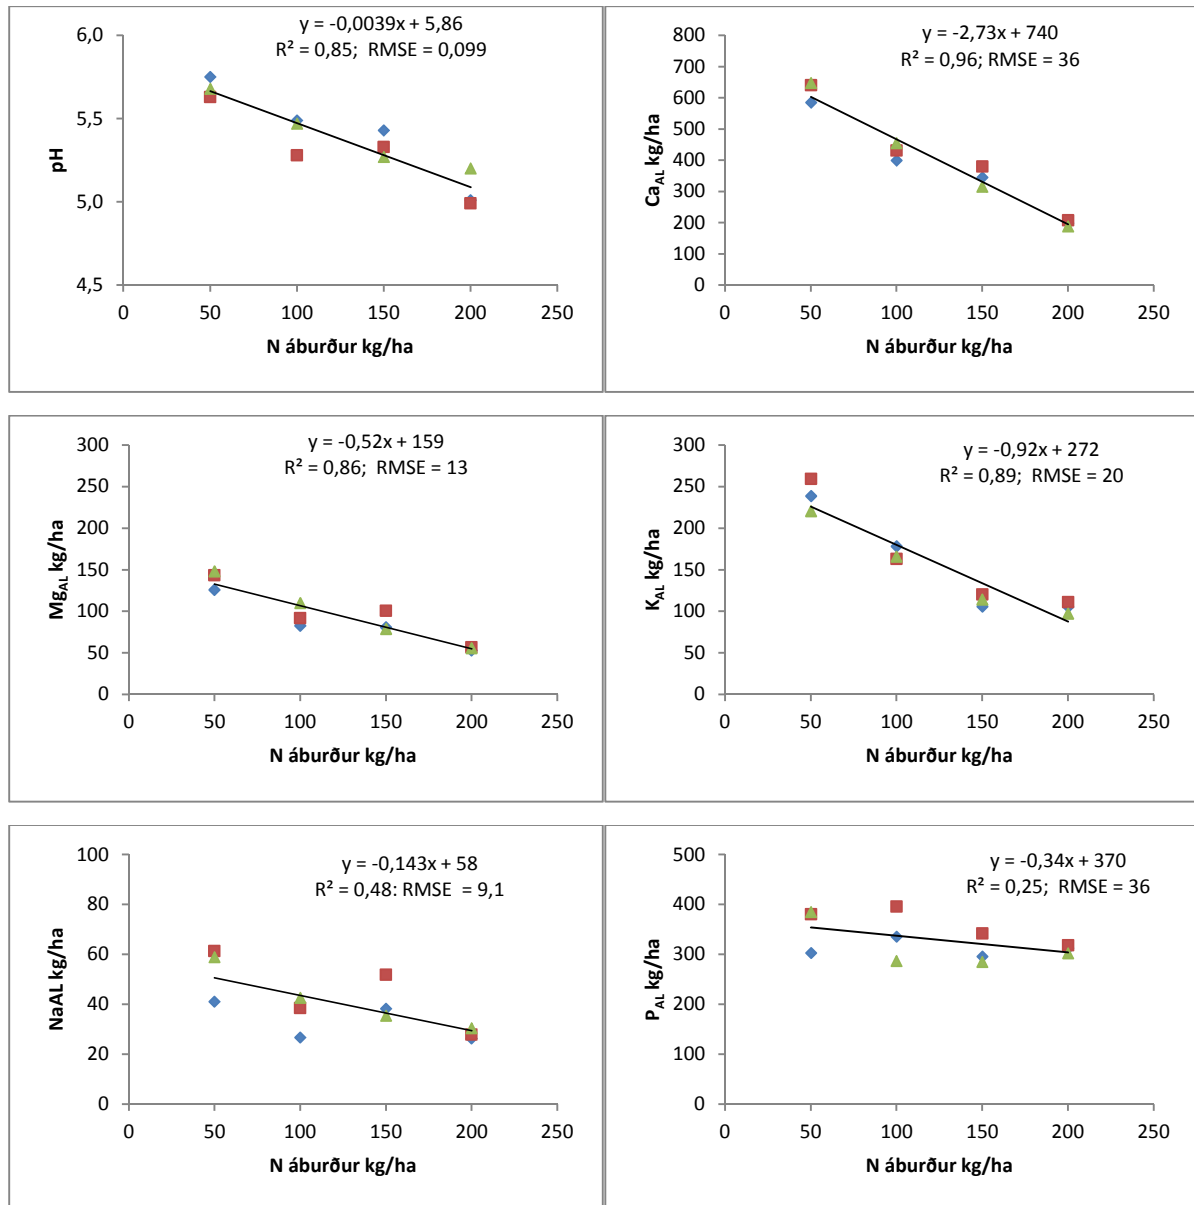 y = -0,0039x + 5,86
R² = 0,85;  RMSE = 0,099
6,0
5,5
5,0
4,5
pH
0 50 100 150 200 250
N áburður kg/ha
y = -2,73x + 740
R² = 0,96; RMSE = 36
800
700
600
500
400
300
200
100
0
Ca_AL kg/ha
0 50 100 150 200 250
N áburður kg/ha
y = -0,52x + 159
R² = 0,86;  RMSE = 13
300
250
200
150
100
50
0
Mg_AL kg/ha
0 50 100 150 200 250
N áburður kg/ha
y = -0,92x + 272
R² = 0,89;  RMSE = 20
300
250
200
150
100
50
0
K_AL kg/ha
0 50 100 150 200 250
N áburður kg/ha
y = -0,143x + 58
R² = 0,48: RMSE  = 9,1
100
80
60
40
20
0
NaAL kg/ha
0 50 100 150 200 250
N áburður kg/ha
y = -0,34x + 370
R² = 0,25;  RMSE = 36
500
400
300
200
100
0
P_AL kg/ha
0 50 100 150 200 250
N áburður kg/ha